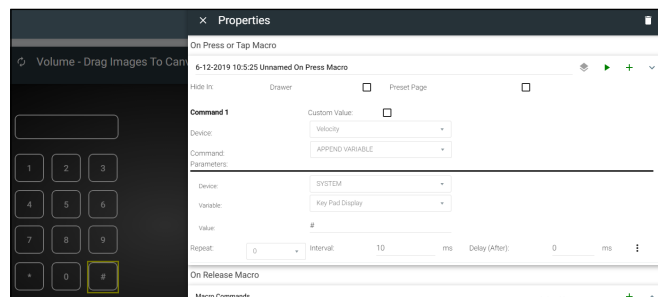 × Properties
On Press or Tap Macro
Volume - Drag Images To Canv
6-12-2019 10:5:25 Unnamed On Press Macro
Hide In: Drawer Preset Page
Command 1 Custom Value:
Device: Velocity
Command: APPEND VARIABLE
Parameters:
Device: SYSTEM
Variable: Key Pad Display
Value: #
Repeat: 0 Interval: 10 ms Delay (After): 0 ms
On Release Macro
Macro Commands
1 2 3
4 5 6
7 8 9
* 0 #